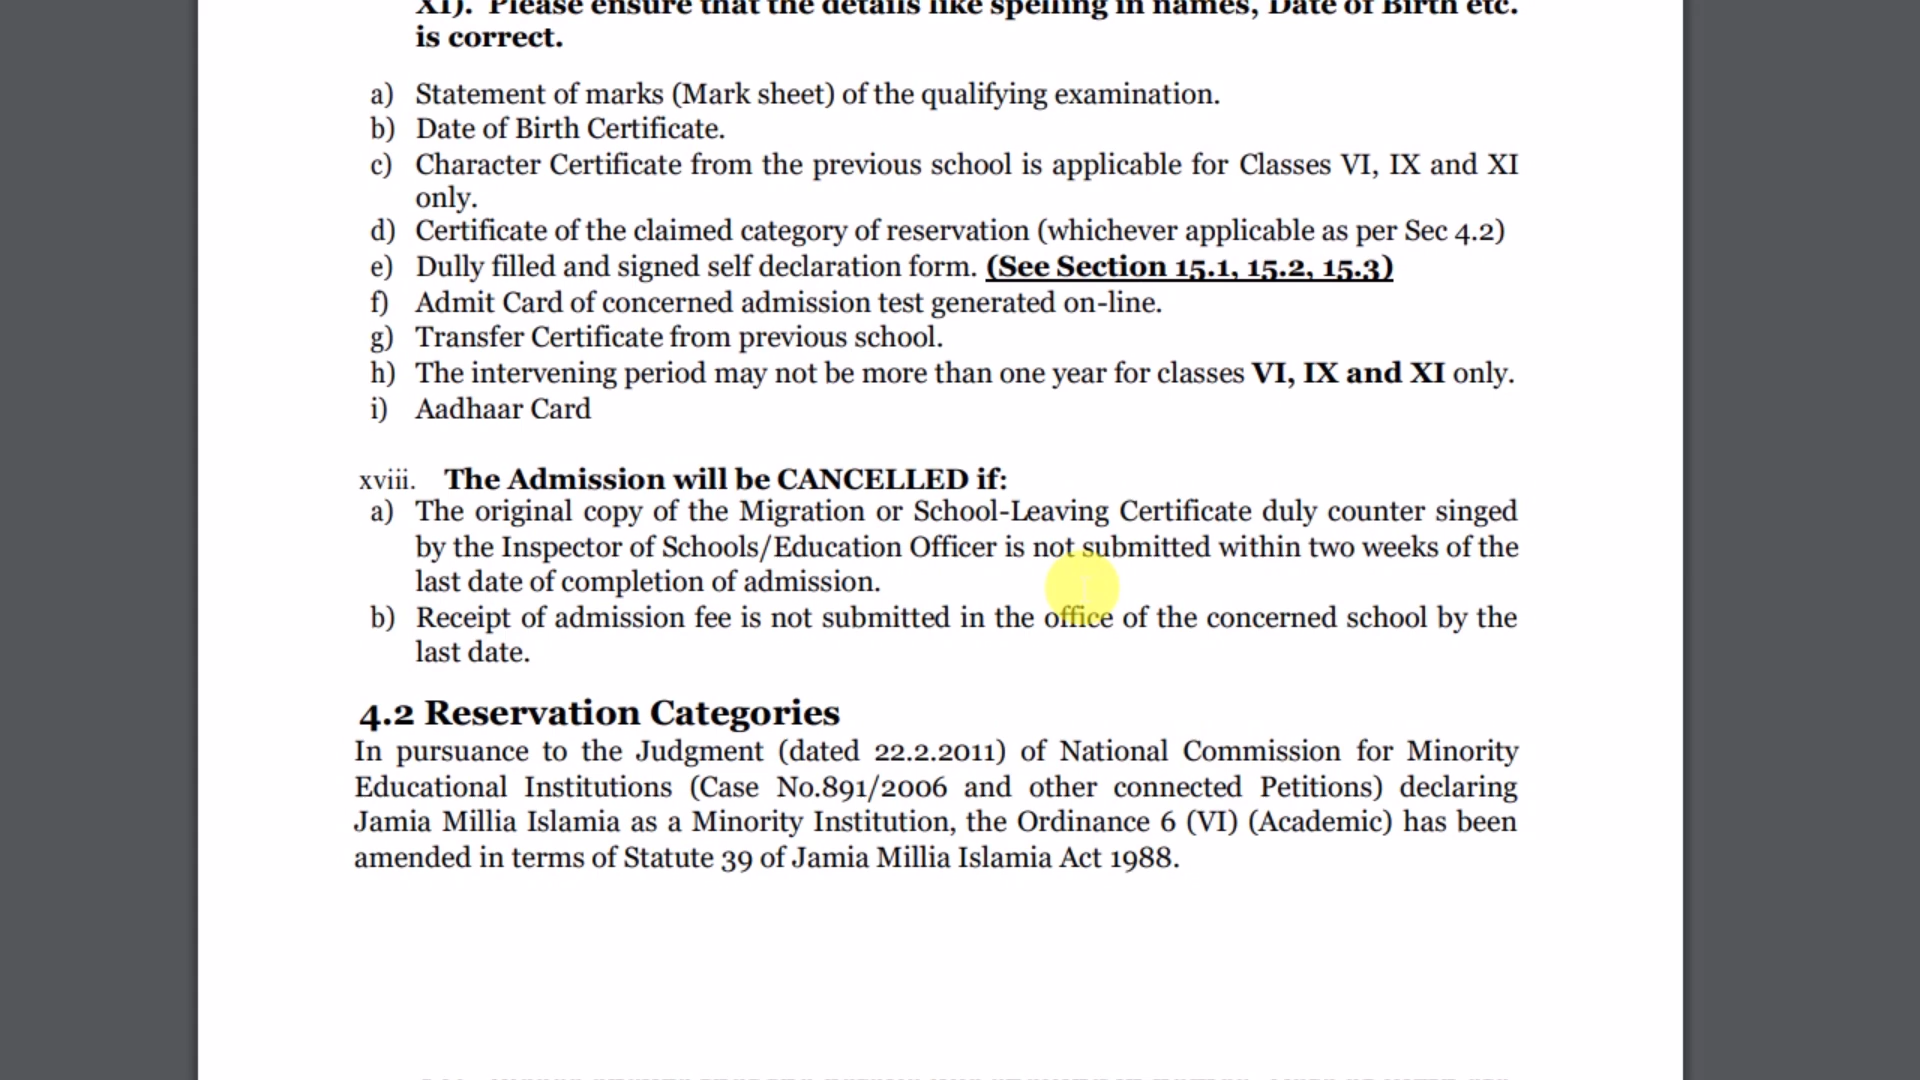 XI). Please ensure that the details like spelling in names, Date of Birth etc.
is correct.
a) Statement of marks (Mark sheet) of the qualifying examination.
b) Date of Birth Certificate.
c) Character Certificate from the previous school is applicable for Classes VI, IX and XI
only.
d) Certificate of the claimed category of reservation (whichever applicable as per Sec 4.2)
e) Dully filled and signed self declaration form. (See Section 15.1, 15.2, 15.3)
f) Admit Card of concerned admission test generated on-line.
g) Transfer Certificate from previous school.
h) The intervening period may not be more than one year for classes VI, IX and XI only.
i) Aadhaar Card
xviii. The Admission will be CANCELLED if:
a) The original copy of the Migration or School-Leaving Certificate duly counter singed
by the Inspector of Schools/Education Officer is not submitted within two weeks of the
last date of completion of admission.
b) Receipt of admission fee is not submitted in the office of the concerned school by the
last date.
4.2 Reservation Categories
In pursuance to the Judgment (dated 22.2.2011) of National Commission for Minority
Educational Institutions (Case No.891/2006 and other connected Petitions) declaring
Jamia Millia Islamia as a Minority Institution, the Ordinance 6 (VI) (Academic) has been
amended in terms of Statute 39 of Jamia Millia Islamia Act 1988.